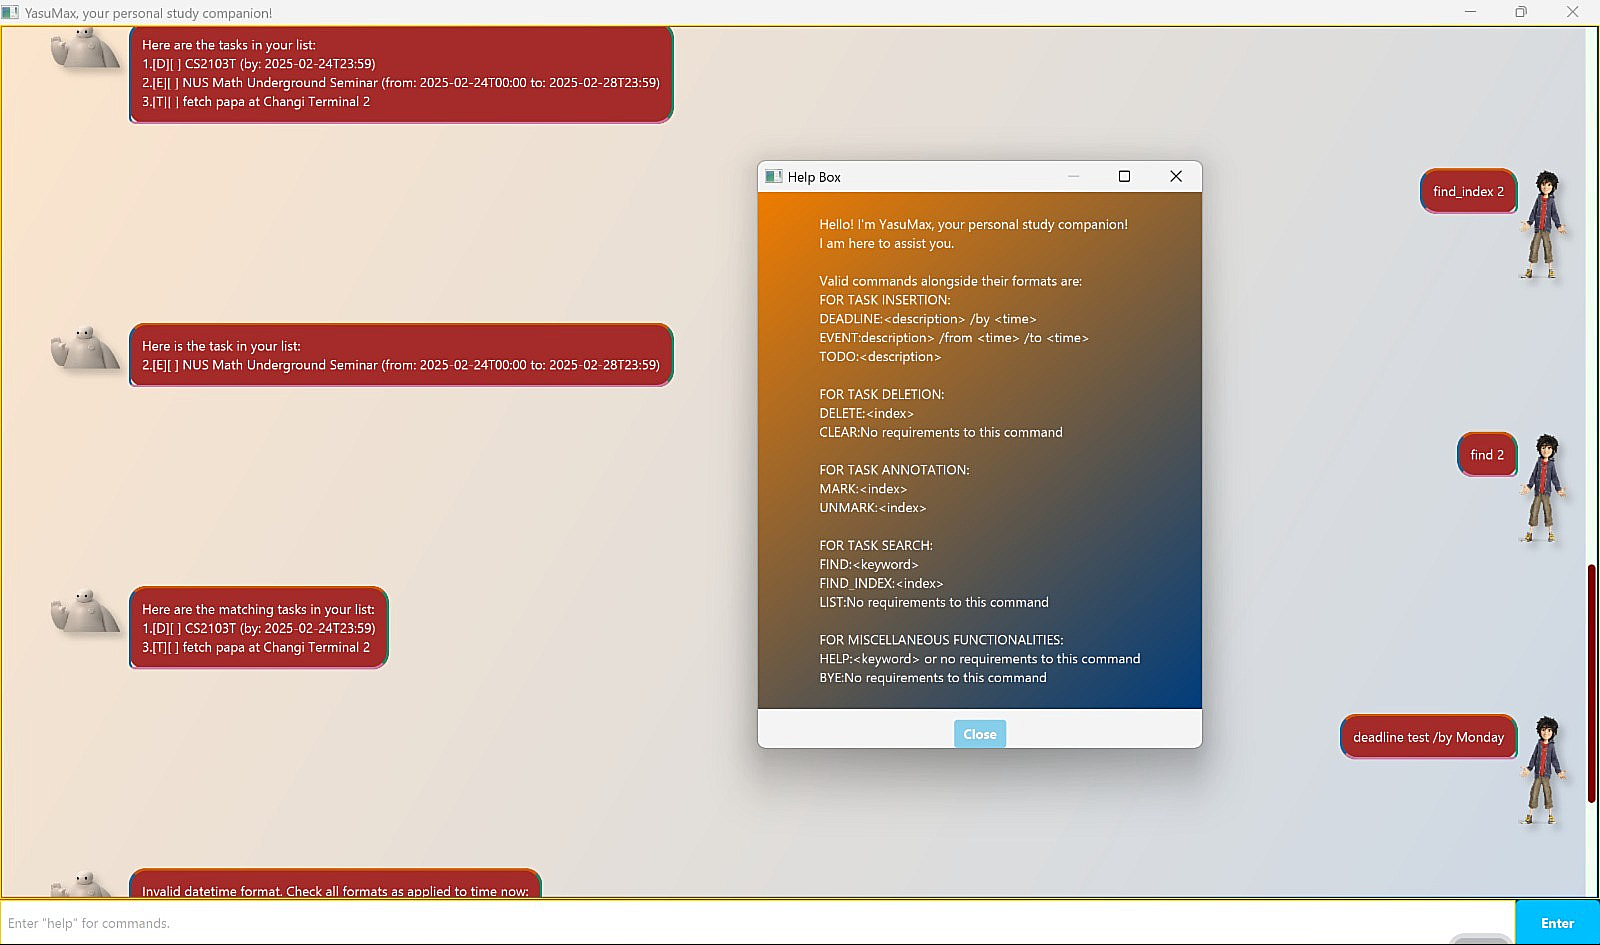 YasuMax, your personal study companion!
Here are the tasks in your list:
1.[D][ ] CS2103T (by: 2025-02-24T23:59)
2.[E][ ] NUS Math Underground Seminar (from: 2025-02-24T00:00 to: 2025-02-28T23:59)
3.[T][ ] fetch papa at Changi Terminal 2
find_index 2
Here is the task in your list:
2.[E][ ] NUS Math Underground Seminar (from: 2025-02-24T00:00 to: 2025-02-28T23:59)
find 2
Here are the matching tasks in your list:
1.[D][ ] CS2103T (by: 2025-02-24T23:59)
3.[T][ ] fetch papa at Changi Terminal 2
deadline test /by Monday
Invalid datetime format. Check all formats as applied to time now:
Help Box
Hello! I'm YasuMax, your personal study companion!
I am here to assist you.
Valid commands alongside their formats are:
FOR TASK INSERTION:
DEADLINE:<description> /by <time>
EVENT:description> /from <time> /to <time>
TODO:<description>
FOR TASK DELETION:
DELETE:<index>
CLEAR:No requirements to this command
FOR TASK ANNOTATION:
MARK:<index>
UNMARK:<index>
FOR TASK SEARCH:
FIND:<keyword>
FIND_INDEX:<index>
LIST:No requirements to this command
FOR MISCELLANEOUS FUNCTIONALITIES:
HELP:<keyword> or no requirements to this command
BYE:No requirements to this command
Close
Enter "help" for commands.
Enter